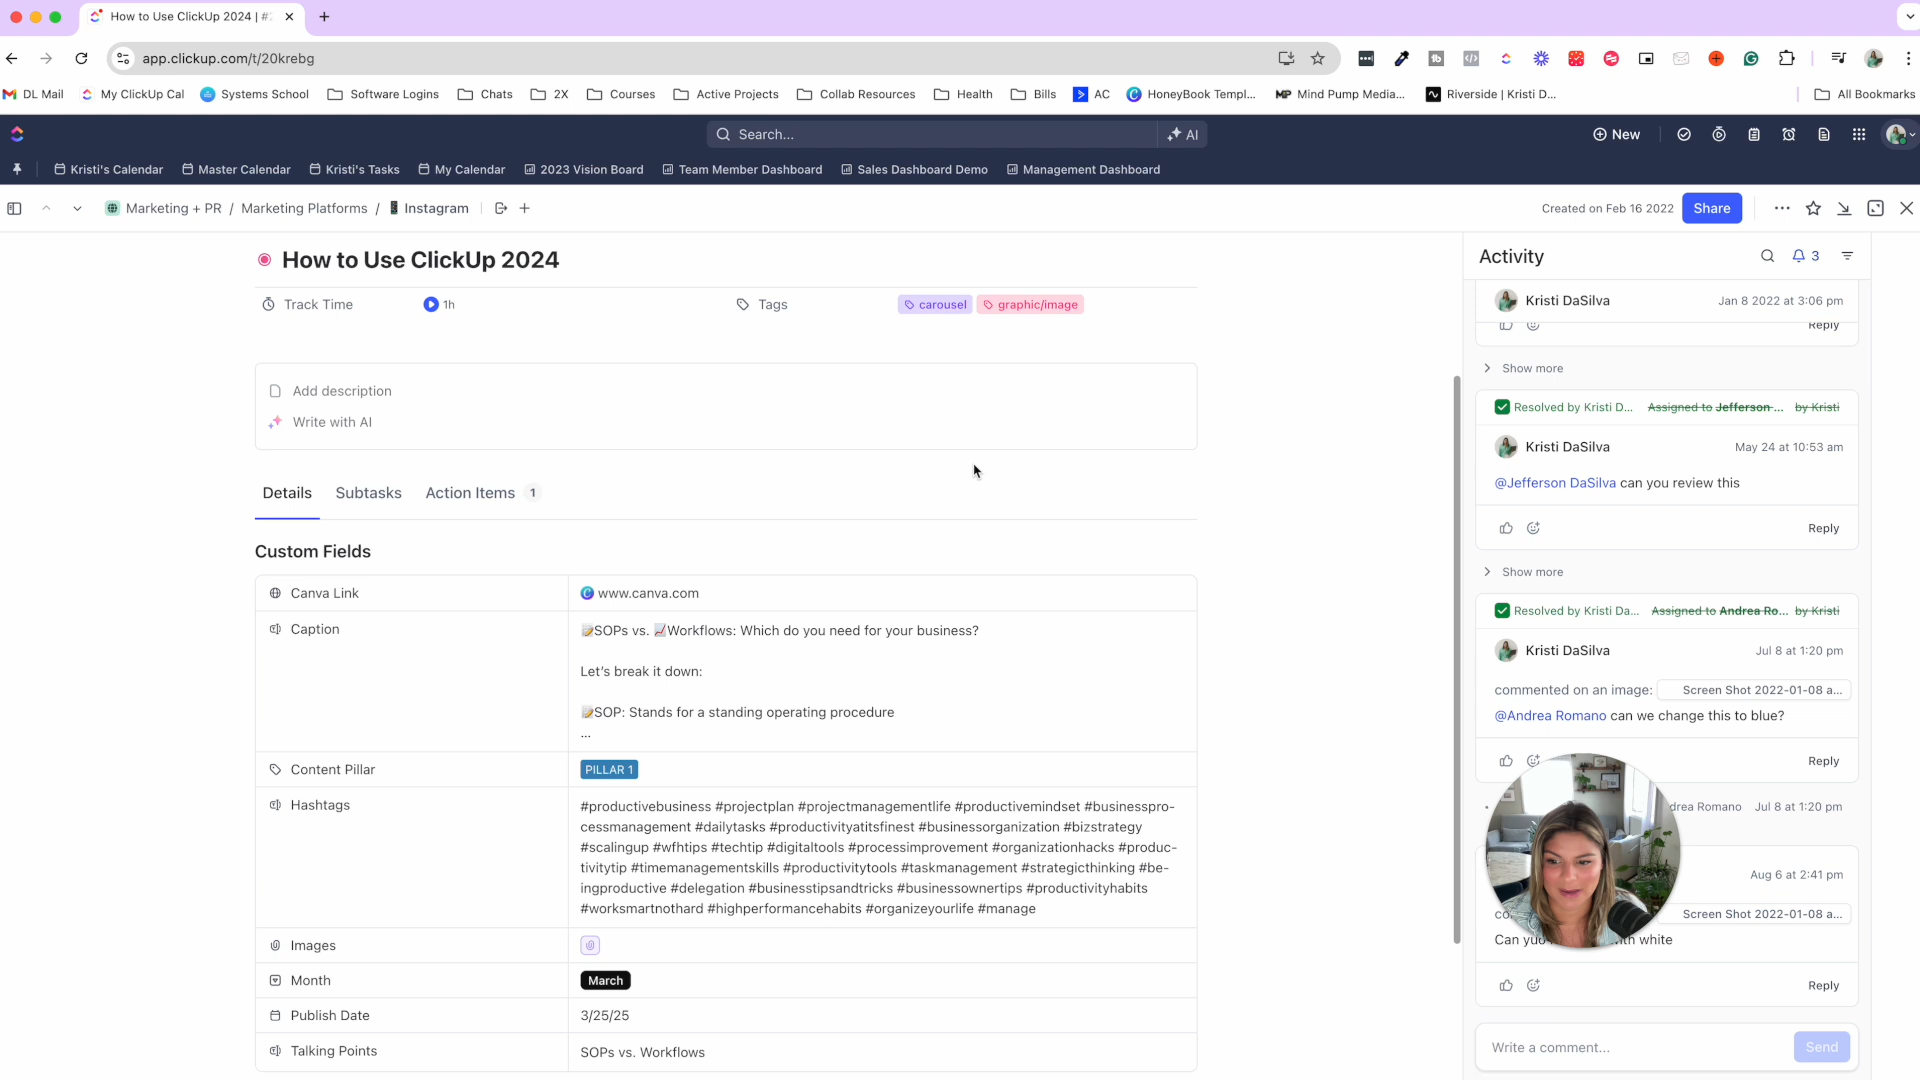 How to Use ClickUp 2024 | #
app.clickup.com/t/20krebg
DL Mail
My ClickUp Cal
Systems School
Software Logins
Chats
2X
Courses
Active Projects
Collab Resources
Health
Bills
AC
HoneyBook Templ...
Mind Pump Media...
Riverside | Kristi D...
All Bookmarks
Search...
AI
New
Kristi's Calendar
Master Calendar
Kristi's Tasks
My Calendar
2023 Vision Board
Team Member Dashboard
Sales Dashboard Demo
Management Dashboard
Marketing + PR / Marketing Platforms / Instagram
Created on Feb 16 2022
Share
How to Use ClickUp 2024
Track Time
1h
Tags
carousel
graphic/image
Add description
Write with AI
Details
Subtasks
Action Items 1
Custom Fields
Canva Link
www.canva.com
Caption
📝SOPs vs. 📈Workflows: Which do you need for your business?
Let's break it down:
📝SOP: Stands for a standing operating procedure
...
Content Pillar
PILLAR 1
Hashtags
#productivebusiness #projectplan #projectmanagementlife #productivemindset #businesspro-
cessmanagement #dailytasks #productivityatitsfinest #businessorganization #bizstrategy
#scalingup #wfhtips #techtip #digitaltools #processimprovement #organizationhacks #produc-
tivitytip #timemanagementskills #productivitytools #taskmanagement #strategicthinking #be-
ingproductive #delegation #businesstipsandtricks #businessownertips #productivityhabits
#worksmartnothard #highperformancehabits #organizeyourlife #manage
Images
Month
March
Publish Date
3/25/25
Talking Points
SOPs vs. Workflows
Activity
3
Kristi DaSilva
Jan 8 2022 at 3:06 pm
Reply
Show more
Resolved by Kristi D...
Assigned to Jefferson ...
by Kristi
Kristi DaSilva
May 24 at 10:53 am
@Jefferson DaSilva can you review this
Reply
Show more
Resolved by Kristi Da...
Assigned to Andrea Ro...
by Kristi
Kristi DaSilva
Jul 8 at 1:20 pm
commented on an image:
Screen Shot 2022-01-08 a...
@Andrea Romano can we change this to blue?
Reply
drea Romano
Jul 8 at 1:20 pm
Aug 6 at 2:41 pm
co
Screen Shot 2022-01-08 a...
Can yuo
th white
Reply
Write a comment...
Send